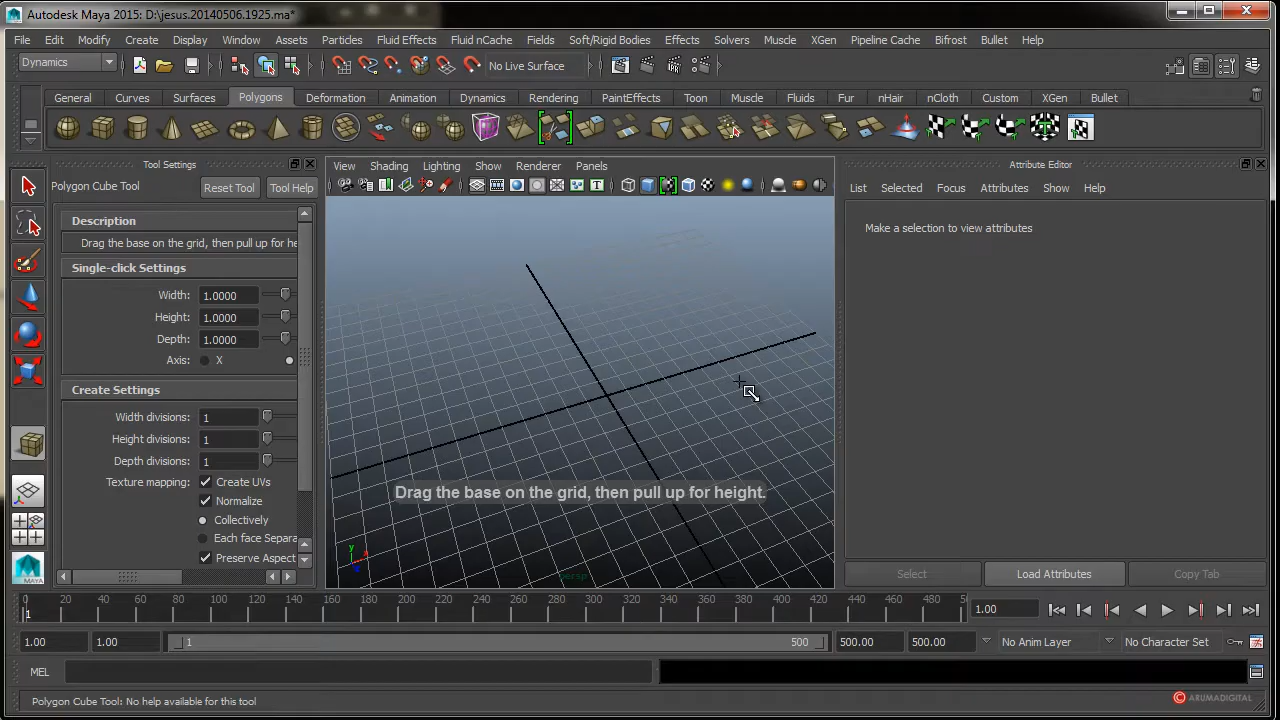 Autodesk Maya 2015: D:\jesus.20140506.1925.ma*
File Edit Modify Create Display Window Assets Particles Fluid Effects Fluid nCache Fields Soft/Rigid Bodies Effects Solvers Muscle XGen Pipeline Cache Bifrost Bullet Help
Dynamics No Live Surface
General Curves Surfaces Polygons Deformation Animation Dynamics Rendering PaintEffects Toon Muscle Fluids Fur nHair nCloth Custom XGen Bullet
Tool Settings
Polygon Cube Tool Reset Tool Tool Help
Description
Drag the base on the grid, then pull up for he
Single-click Settings
Width: 1.0000
Height: 1.0000
Depth: 1.0000
Axis: X
Create Settings
Width divisions: 1
Height divisions: 1
Depth divisions: 1
Texture mapping: Create UVs
Normalize
Collectively
Each face Separa
Preserve Aspect
MAYA
View Shading Lighting Show Renderer Panels
Drag the base on the grid, then pull up for height.
y
persp
Attribute Editor
List Selected Focus Attributes Show Help
Make a selection to view attributes
Select Load Attributes Copy Tab
0 20 40 60 80 100 120 140 160 180 200 220 240 260 280 300 320 340 360 380 400 420 440 460 480 5
1 1.00
1.00 1.00 1 500 500.00 500.00 No Anim Layer No Character Set
MEL
Polygon Cube Tool: No help available for this tool
© ARUMADIGITAL